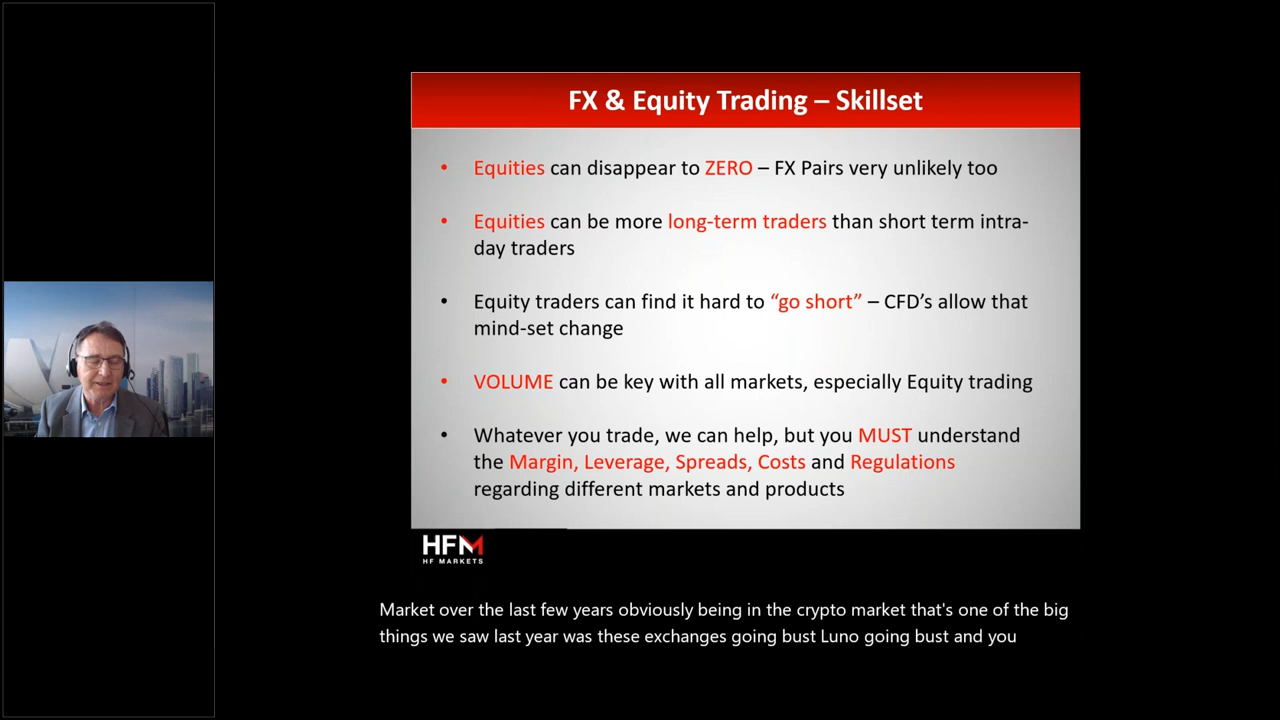 FX & Equity Trading – Skillset
• Equities can disappear to ZERO – FX Pairs very unlikely too
• Equities can be more long-term traders than short term intra-
day traders
• Equity traders can find it hard to “go short” – CFD’s allow that
mind-set change
• VOLUME can be key with all markets, especially Equity trading
• Whatever you trade, we can help, but you MUST understand
the Margin, Leverage, Spreads, Costs and Regulations
regarding different markets and products
HFM
HF MARKETS
Market over the last few years obviously being in the crypto market that's one of the big
things we saw last year was these exchanges going bust Luno going bust and you